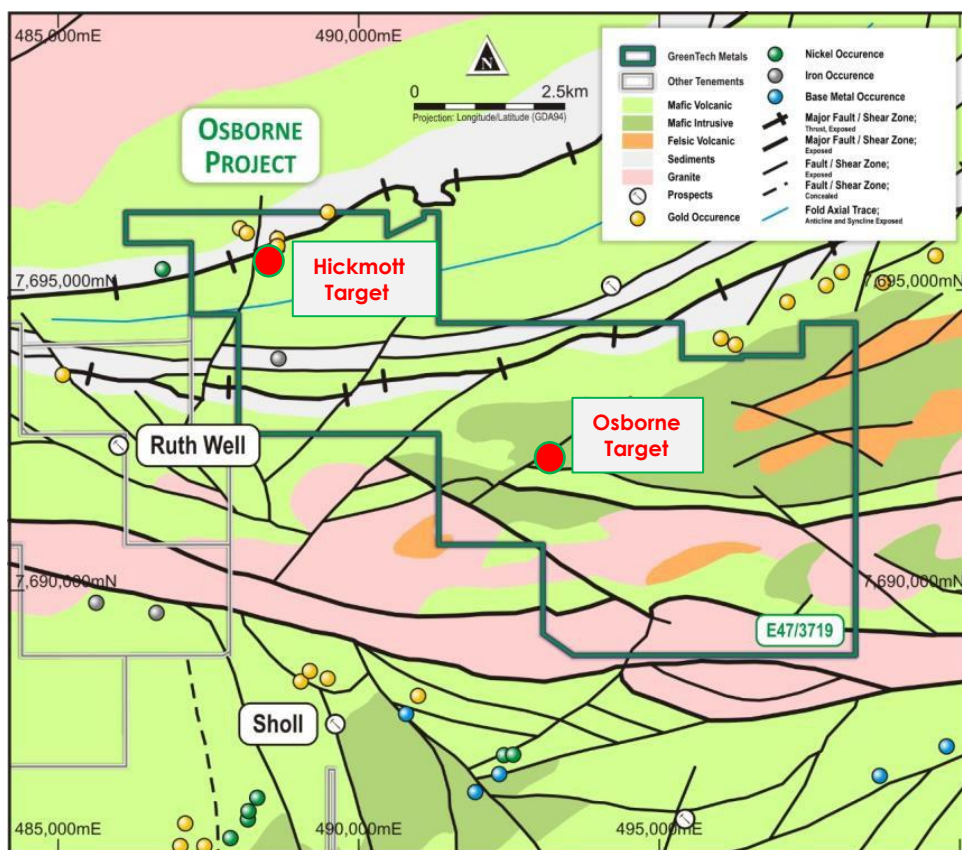 485,000mE
490,000mE
N
0
2.5km
Projection: Longitude/Latitude (GDA94)
OSBORNE
PROJECT
GreenTech Metals
Other Tenements
Mafic Volcanic
Mafic Intrusive
Felsic Volcanic
Sediments
Granite
Prospects
Gold Occurence
Nickel Occurence
Iron Occurence
Base Metal Occurence
Major Fault / Shear Zone;
Thrust, Exposed
Major Fault / Shear Zone;
Exposed
Fault / Shear Zone;
Exposed
Fault / Shear Zone;
Concealed
Fold Axial Trace;
Anticline and Syncline Exposed
7,695,000mN
Hickmott
Target
7,695,000mN
Ruth Well
Osborne
Target
7,690,000mN
7,690,000mN
E47/3719
Sholl
485,000mE
490,000mE
495,000mE